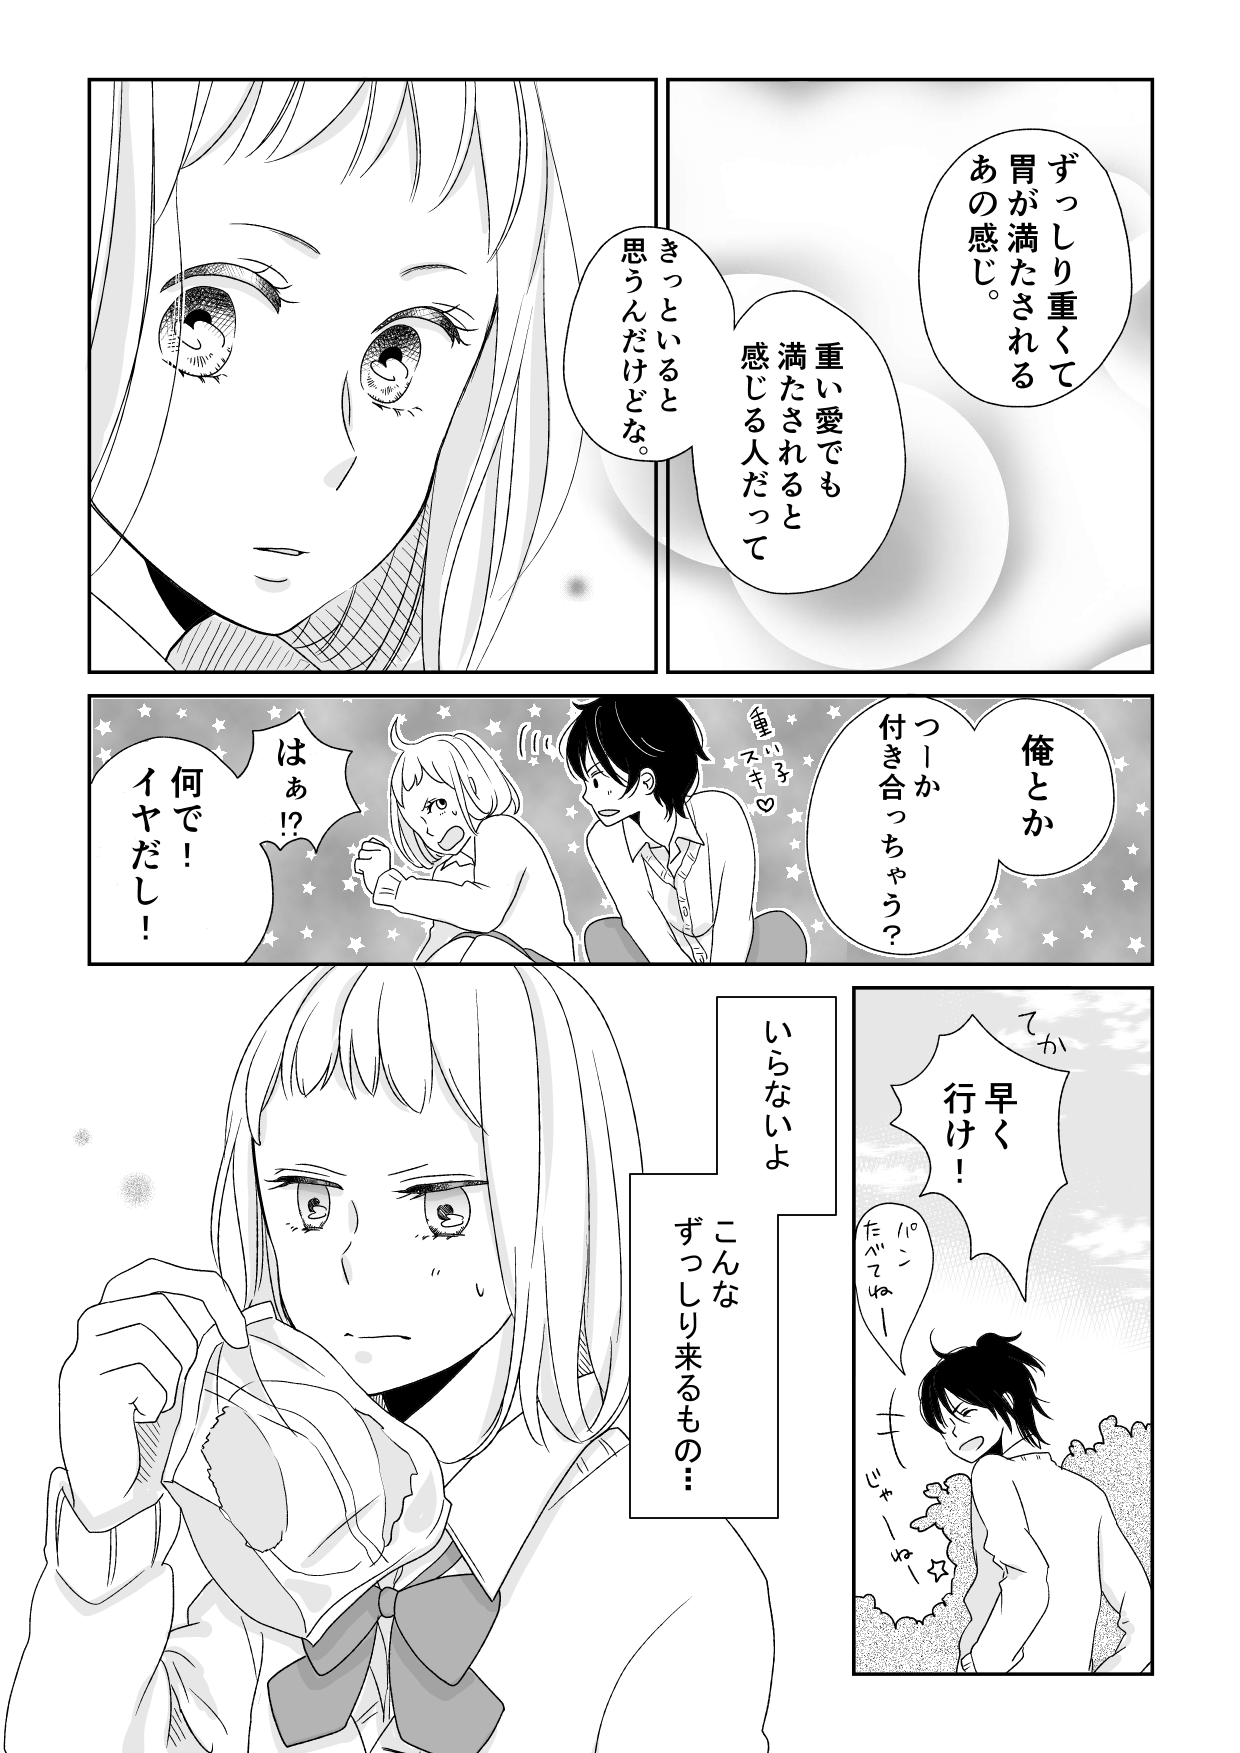 ずっしり重くて
胃が満たされる
あの感じ。
重い愛でも
満たされると
感じる人だって
きっといると
思うんだけどな。
俺とか
つーか
付き合っちゃう？
重い子
スキ♡
はぁ!?
何で！
イヤだし！
てか
早く
行け！
パン
たべてねー
じゃーねー☆
いらないよ
こんな
ずっしり来るもの…